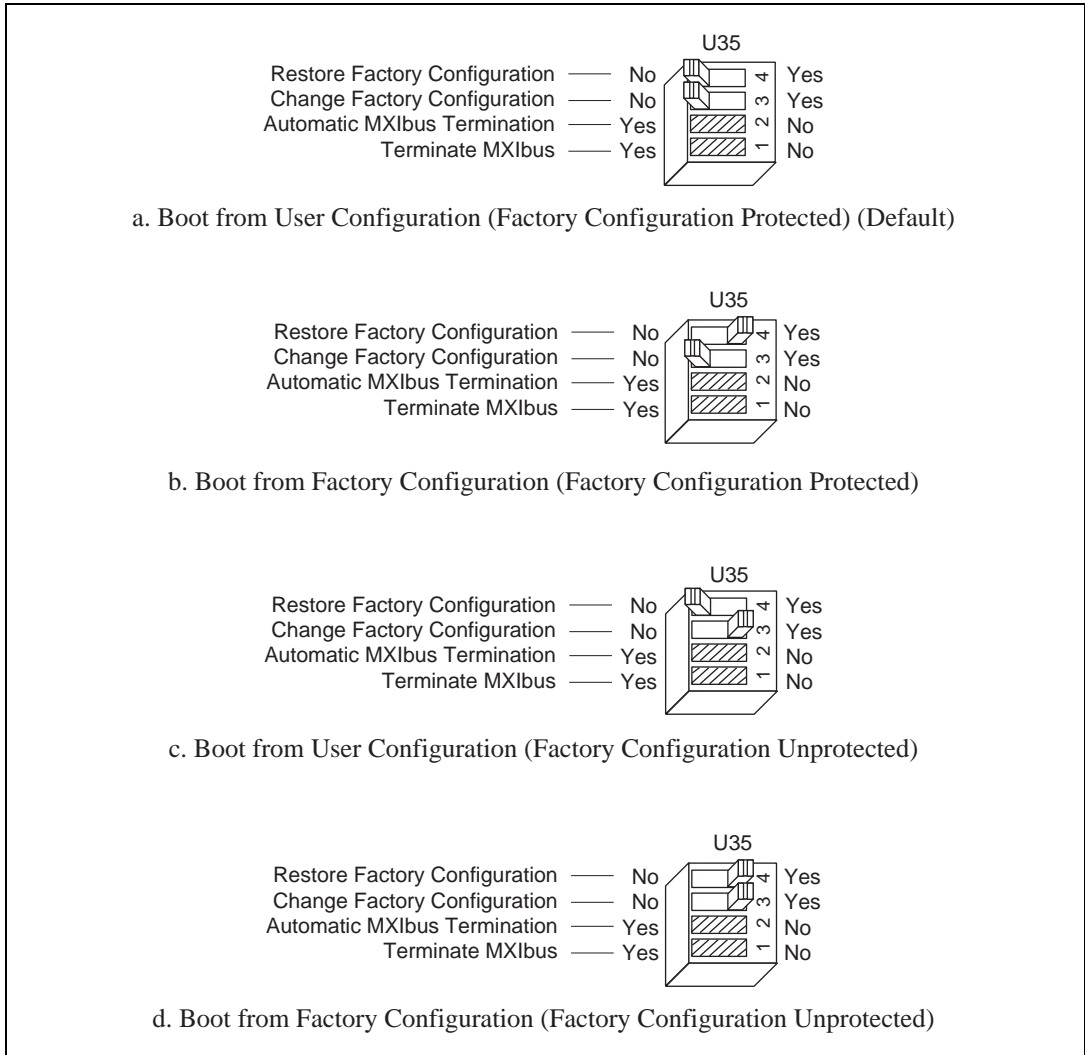 U35
Restore Factory Configuration No 4 Yes
Change Factory Configuration No 3 Yes
Automatic MXIbus Termination Yes 2 No
Terminate MXIbus Yes 1 No
a. Boot from User Configuration (Factory Configuration Protected) (Default)
U35
Restore Factory Configuration No 4 Yes
Change Factory Configuration No 3 Yes
Automatic MXIbus Termination Yes 2 No
Terminate MXIbus Yes 1 No
b. Boot from Factory Configuration (Factory Configuration Protected)
U35
Restore Factory Configuration No 4 Yes
Change Factory Configuration No 3 Yes
Automatic MXIbus Termination Yes 2 No
Terminate MXIbus Yes 1 No
c. Boot from User Configuration (Factory Configuration Unprotected)
U35
Restore Factory Configuration No 4 Yes
Change Factory Configuration No 3 Yes
Automatic MXIbus Termination Yes 2 No
Terminate MXIbus Yes 1 No
d. Boot from Factory Configuration (Factory Configuration Unprotected)